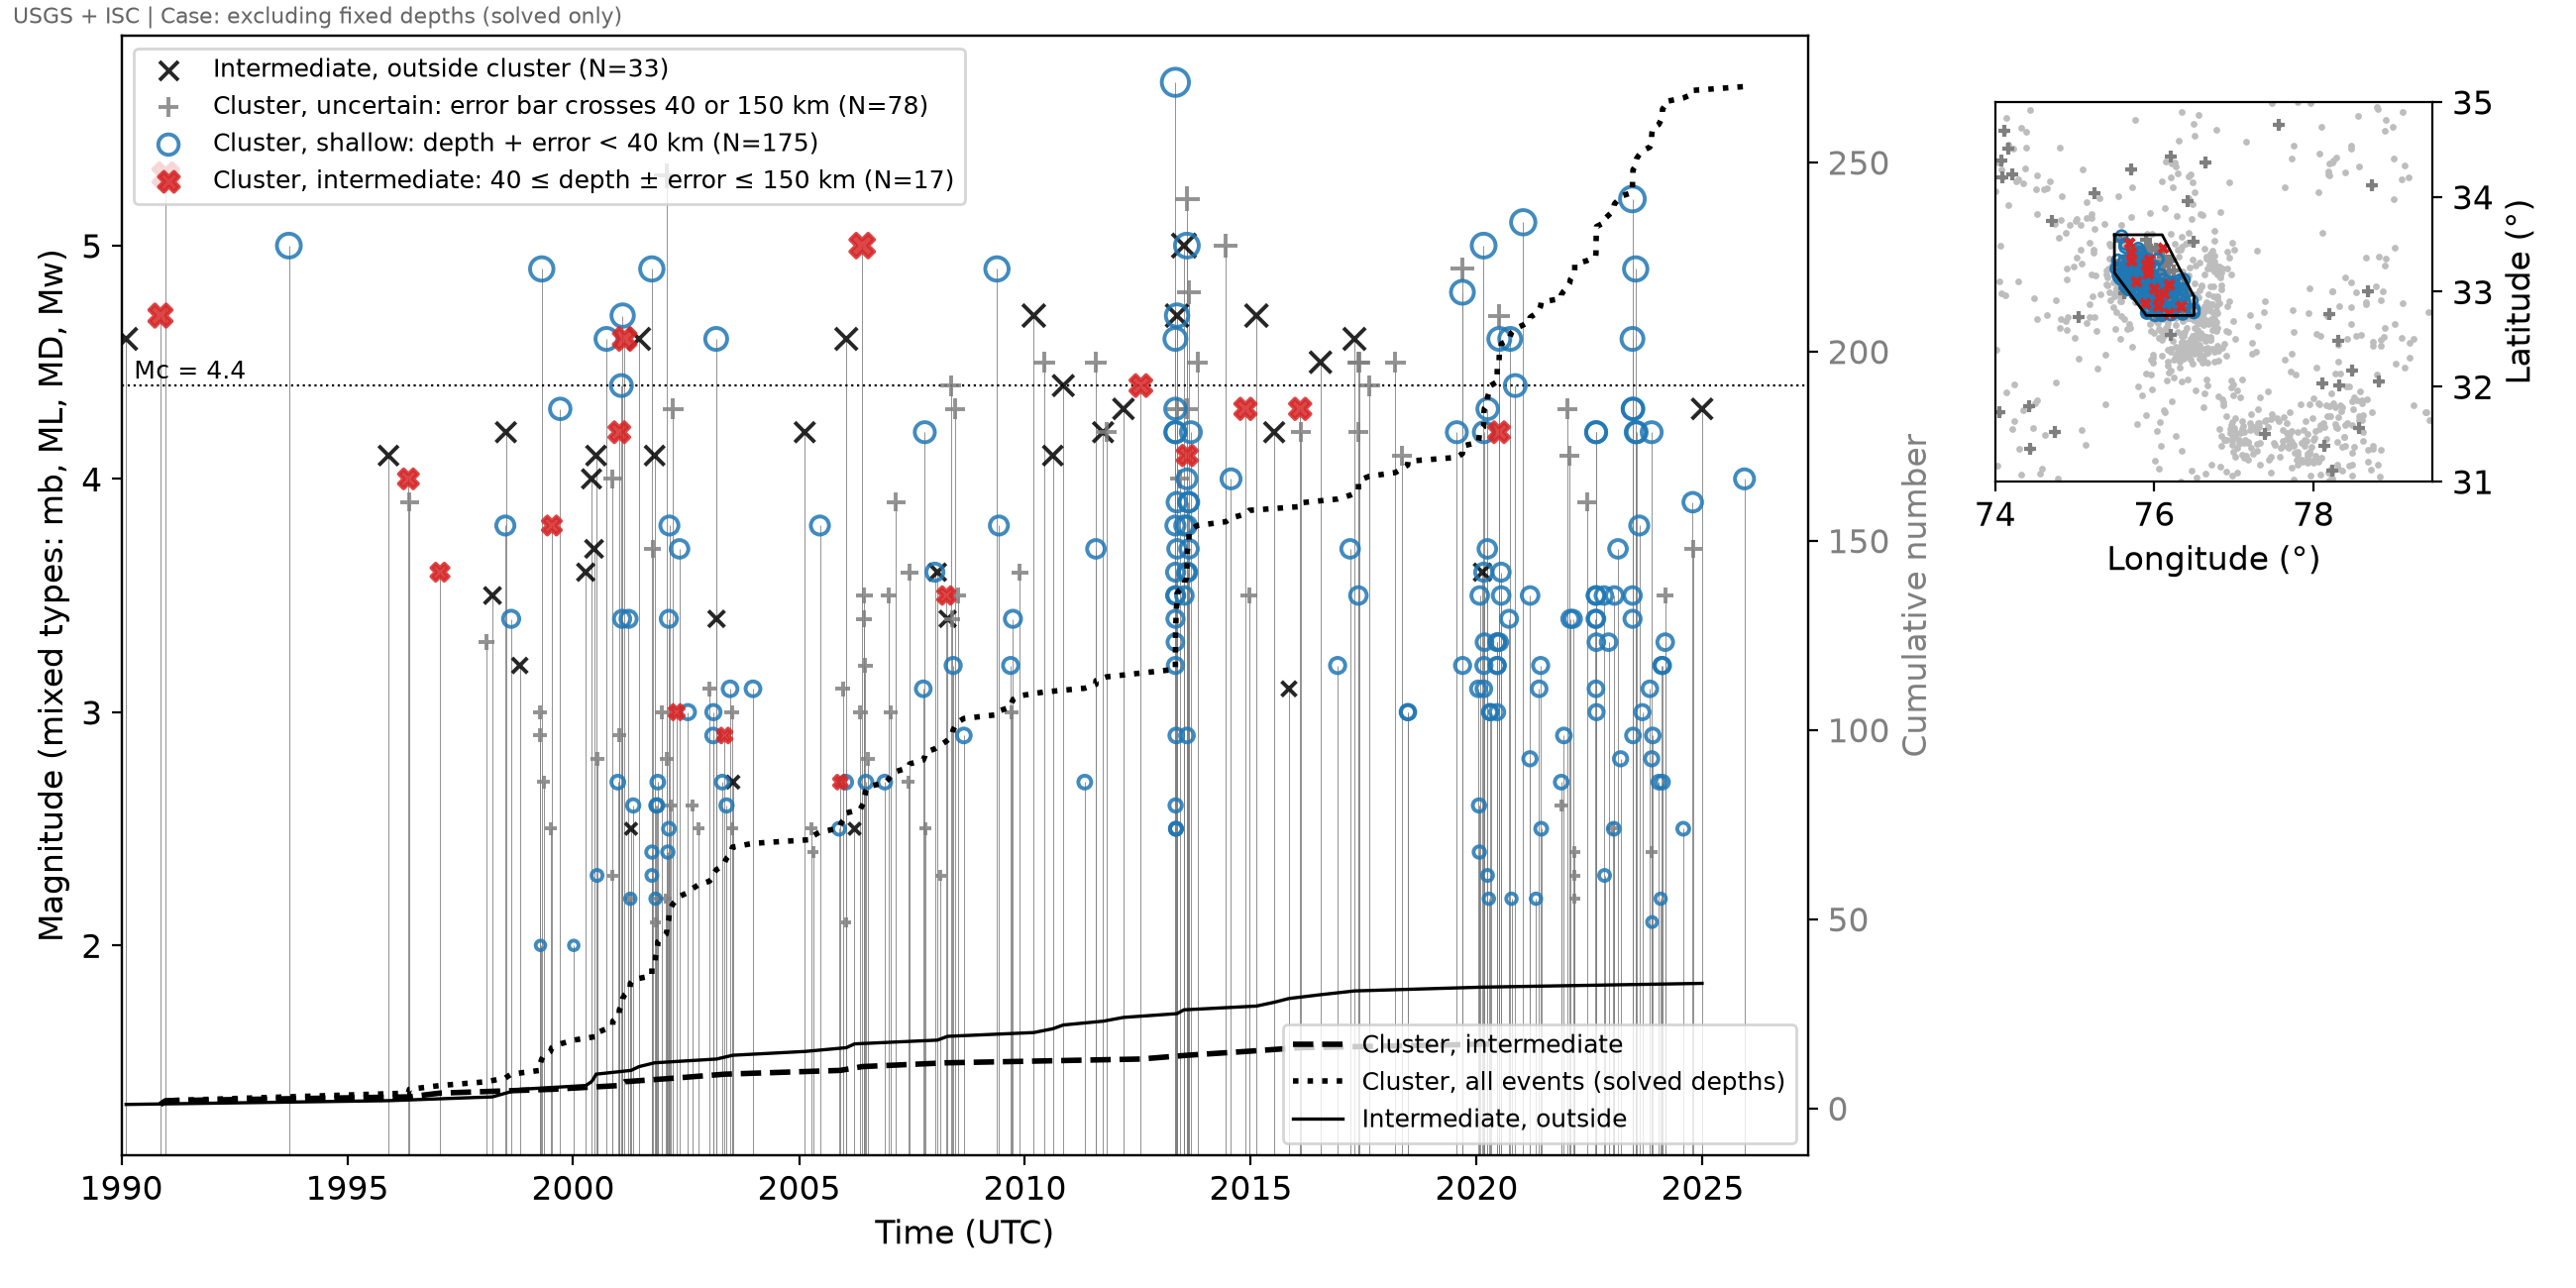 USGS + ISC | Case: excluding fixed depths (solved only)
Intermediate, outside cluster (N=33)
Cluster, uncertain: error bar crosses 40 or 150 km (N=78)
Cluster, shallow: depth + error < 40 km (N=175)
Cluster, intermediate: 40 ≤ depth ± error ≤ 150 km (N=17)
Mc = 4.4
5
4
3
2
Magnitude (mixed types: mb, ML, MD, Mw)
1990
1995
2000
2005
2010
2015
2020
2025
Time (UTC)
250
200
150
100
50
0
Cumulative number
Cluster, intermediate
Cluster, all events (solved depths)
Intermediate, outside
35
34
33
32
31
Latitude (°)
74
76
78
Longitude (°)